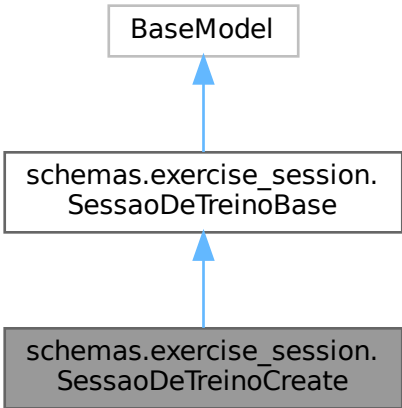 BaseModel
schemas.exercise_session.
SessaoDeTreinoBase
schemas.exercise_session.
SessaoDeTreinoCreate